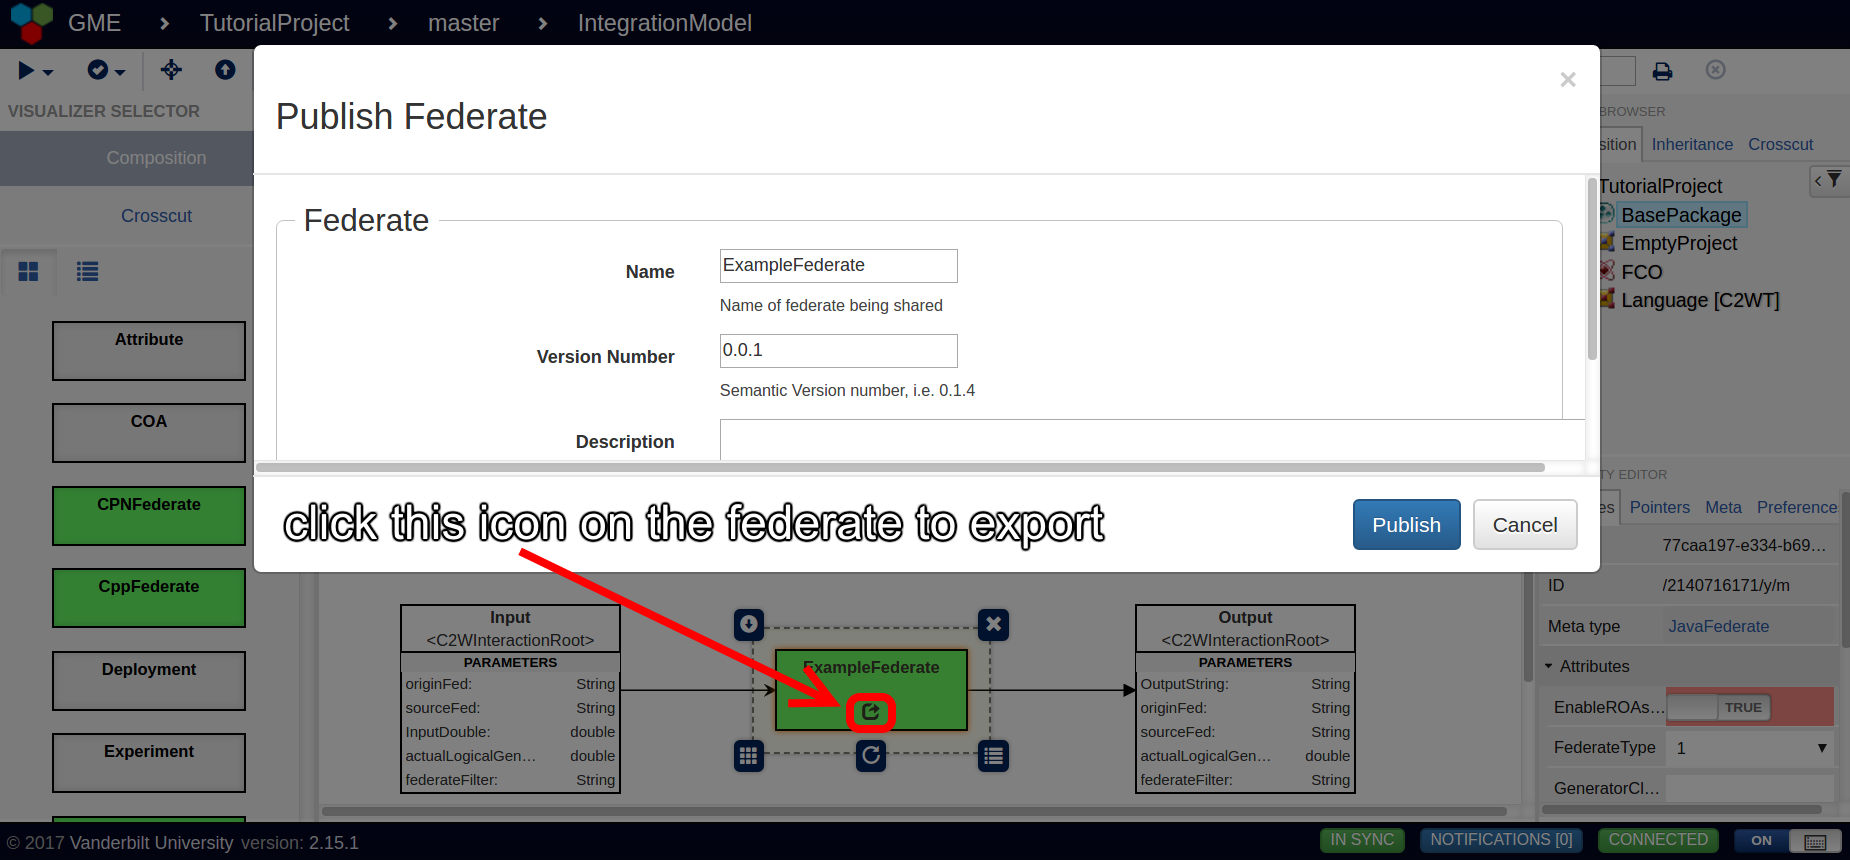 GME > TutorialProject > master > IntegrationModel
VISUALIZER SELECTOR
Composition
Crosscut
Attribute
COA
CPNFederate
CppFederate
Deployment
Experiment
×
Publish Federate
Federate
Name ExampleFederate
Name of federate being shared
Version Number 0.0.1
Semantic Version number, i.e. 0.1.4
Description
click this icon on the federate to export
Publish Cancel
Input
<C2WInteractionRoot>
PARAMETERS
originFed: String
sourceFed: String
InputDouble: double
actualLogicalGen... double
federateFilter: String
ExampleFederate
Output
<C2WInteractionRoot>
PARAMETERS
OutputString: String
originFed: String
sourceFed: String
actualLogicalGen... double
federateFilter: String
BROWSER
sition Inheritance Crosscut
TutorialProject
BasePackage
EmptyProject
FCO
Language [C2WT]
TY EDITOR
es Pointers Meta Preference
77caa197-e334-b69...
ID /2140716171/y/m
Meta type JavaFederate
Attributes
EnableROAs... TRUE
FederateType 1
GeneratorCl...
© 2017 Vanderbilt University version: 2.15.1
IN SYNC NOTIFICATIONS [0] CONNECTED ON